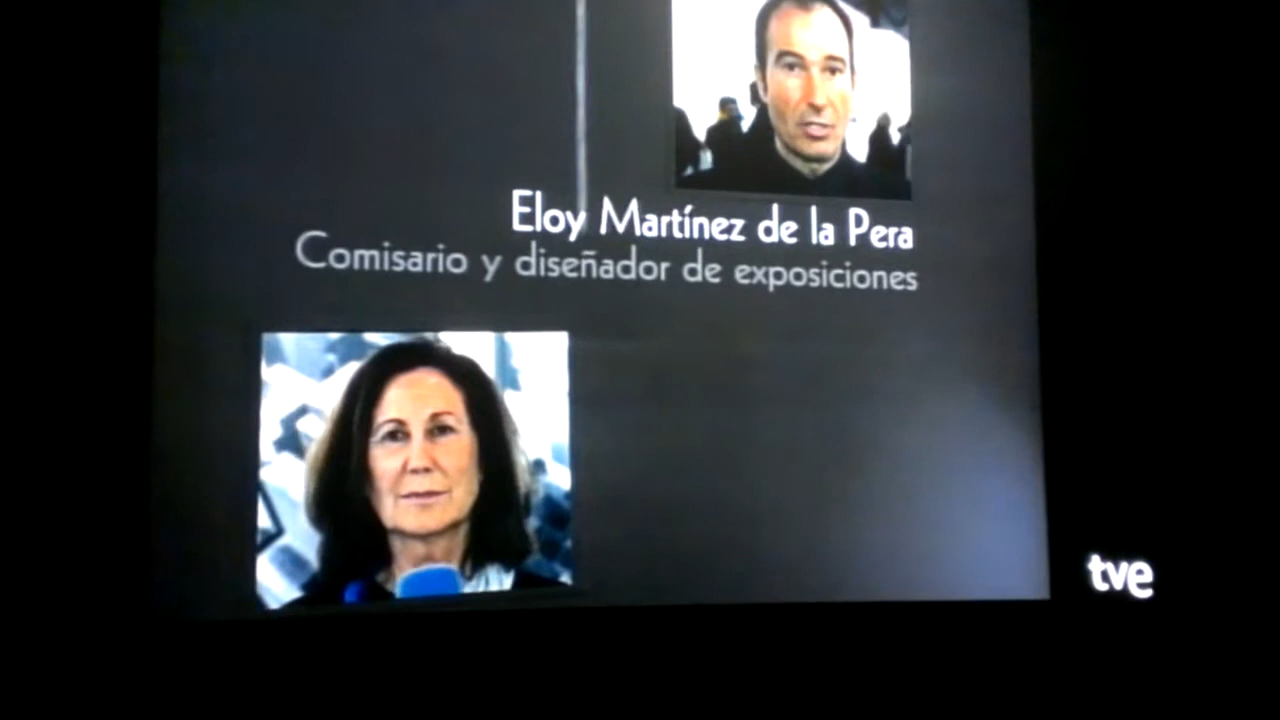 Eloy Martínez de la Pera
Comisario y diseñador de exposiciones
tve